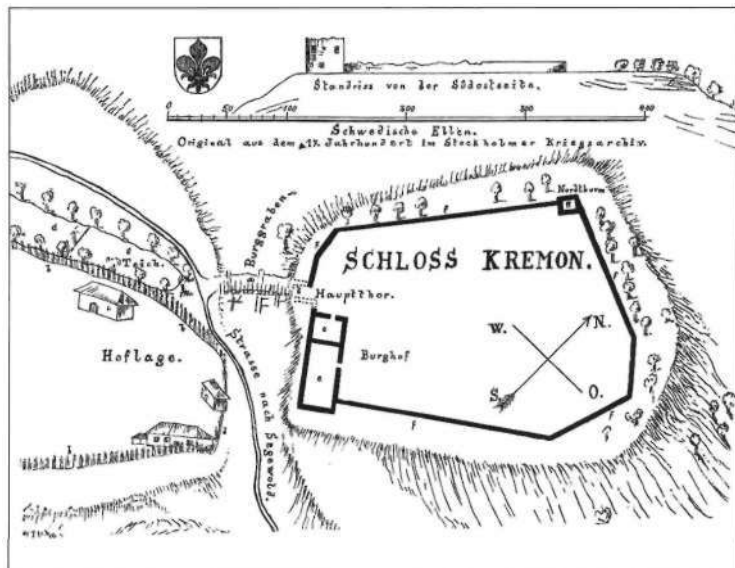 Standriss von der Südostseite.
0 50 100 200 300 400
Schwedische Ellen.
Original aus dem 17. Jahrhundert im Stockholmer Kriegsarchiv.
Burggraben.
Nordthurm
SCHLOSS KREMON.
Teich.
Hauptthor.
W.
N.
Hoflage.
Strasse nach Segewold.
Burghof
S.
O.
F